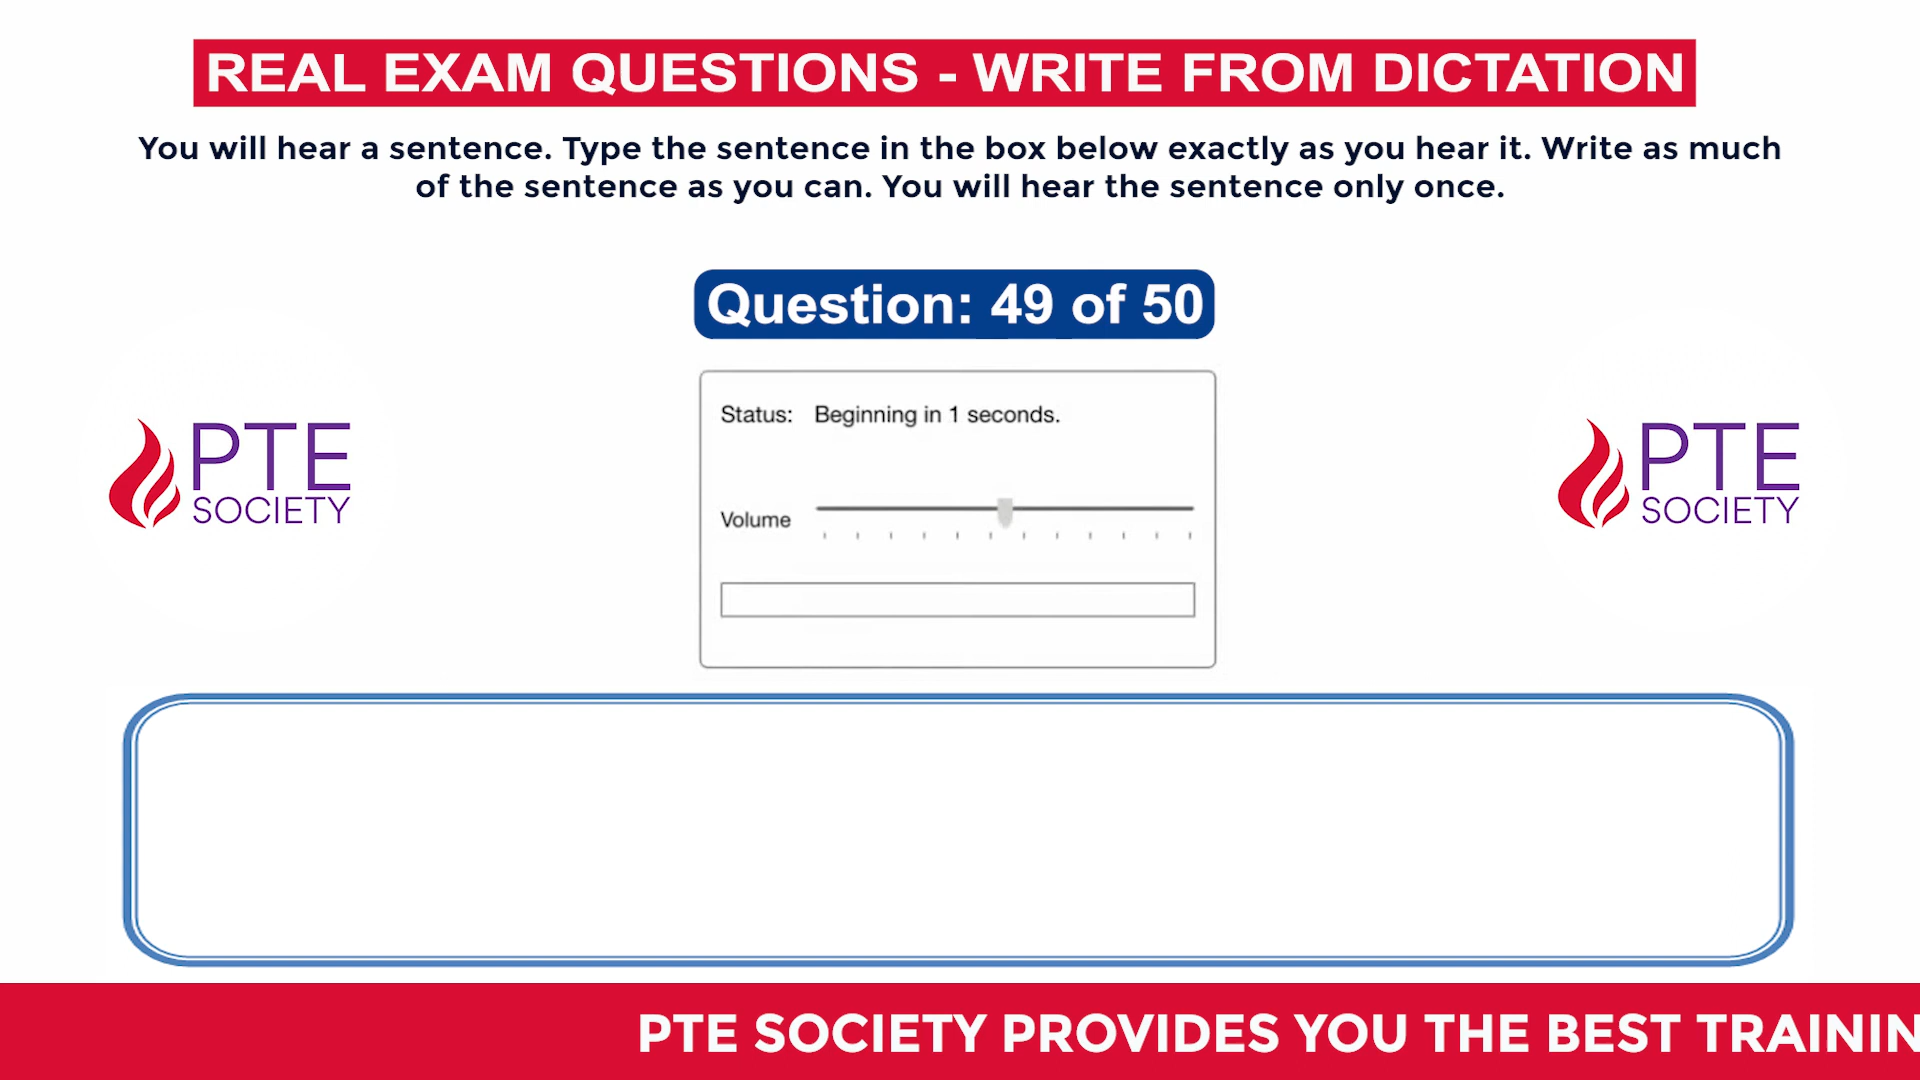 REAL EXAM QUESTIONS - WRITE FROM DICTATION
You will hear a sentence. Type the sentence in the box below exactly as you hear it. Write as much
of the sentence as you can. You will hear the sentence only once.
Question: 49 of 50
Status: Beginning in 1 seconds.
PTE
SOCIETY
PTE
SOCIETY
Volume
PTE SOCIETY PROVIDES YOU THE BEST TRAININ